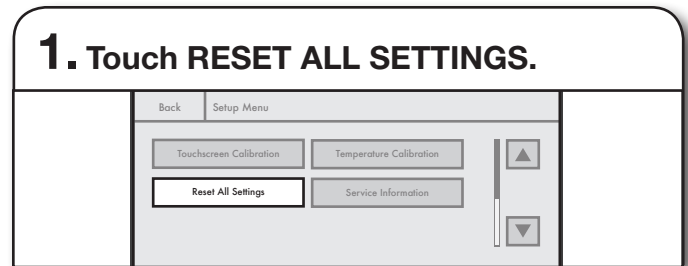 1. Touch RESET ALL SETTINGS.
Back Setup Menu
Touchscreen Calibration Temperature Calibration
Reset All Settings Service Information